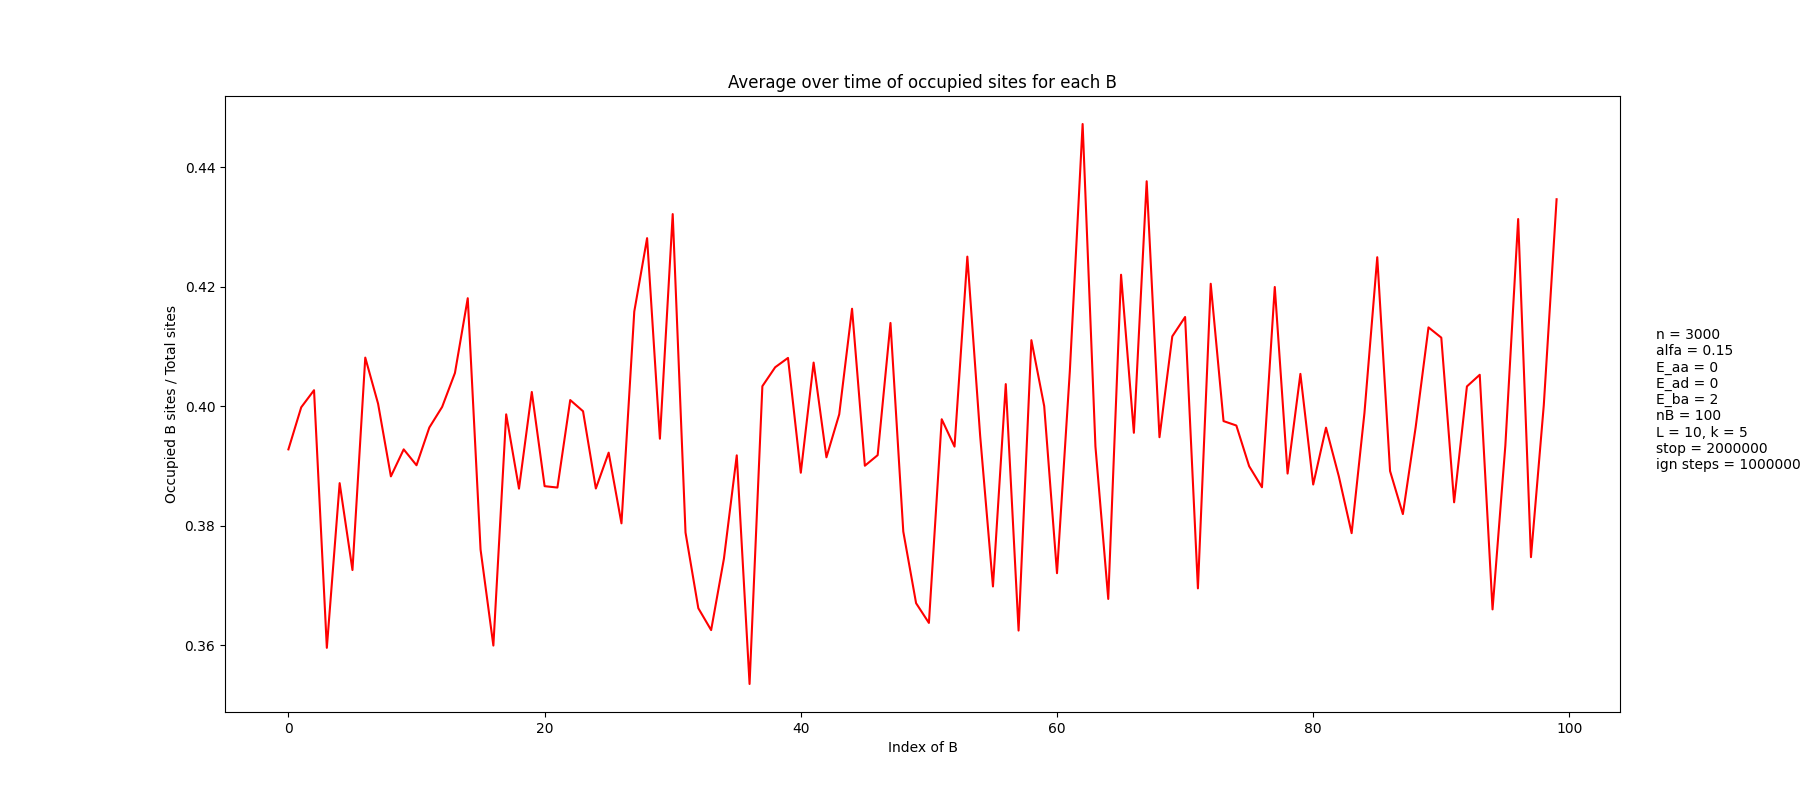 Average over time of occupied sites for each B
Occupied B sites / Total sites
0.44
0.42
0.40
0.38
0.36
0
20
40
60
80
100
Index of B
n = 3000
alfa = 0.15
E_aa = 0
E_ad = 0
E_ba = 2
nB = 100
L = 10, k = 5
stop = 2000000
ign steps = 1000000